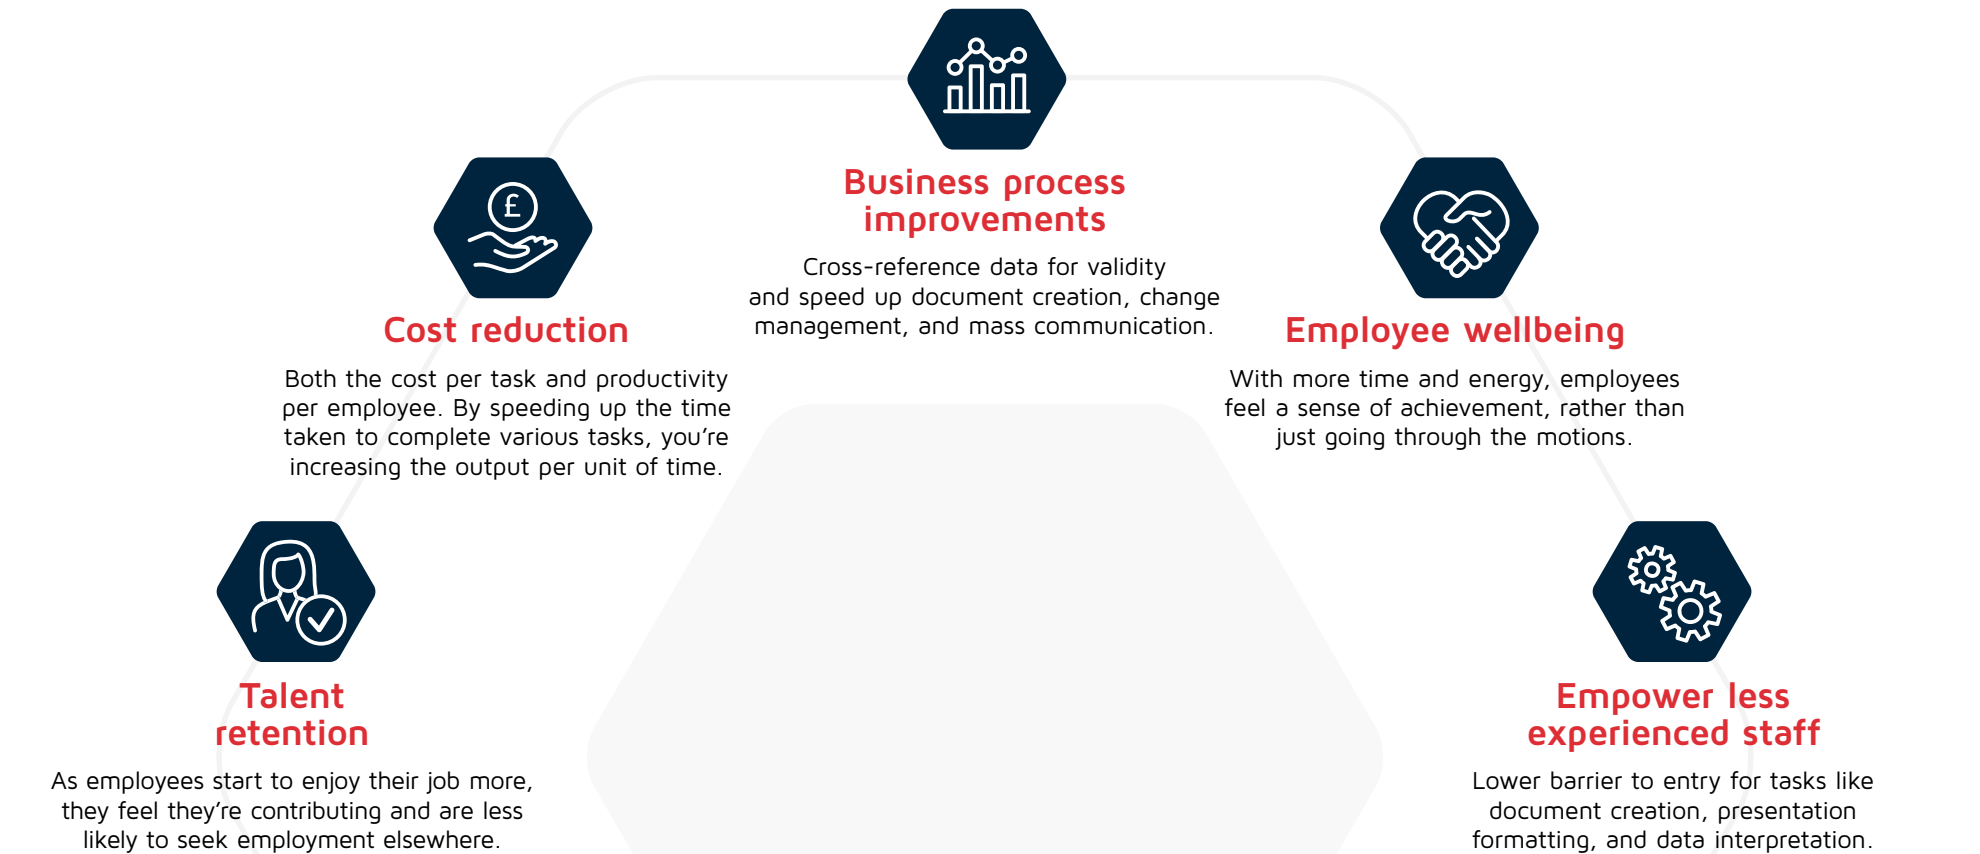 Business process
improvements
Cross-reference data for validity
and speed up document creation, change
management, and mass communication.
£
Cost reduction
Both the cost per task and productivity
per employee. By speeding up the time
taken to complete various tasks, you’re
increasing the output per unit of time.
Employee wellbeing
With more time and energy, employees
feel a sense of achievement, rather than
just going through the motions.
Talent
retention
As employees start to enjoy their job more,
they feel they’re contributing and are less
likely to seek employment elsewhere.
Empower less
experienced staff
Lower barrier to entry for tasks like
document creation, presentation
formatting, and data interpretation.